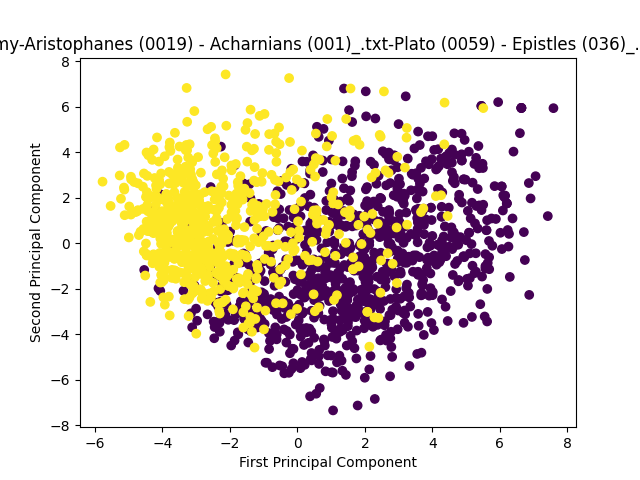 my-Aristophanes (0019) - Acharnians (001)_.txt-Plato (0059) - Epistles (036)_.
8
6
4
2
0
−2
−4
−6
−8
Second Principal Component
−6 −4 −2 0 2 4 6 8
First Principal Component